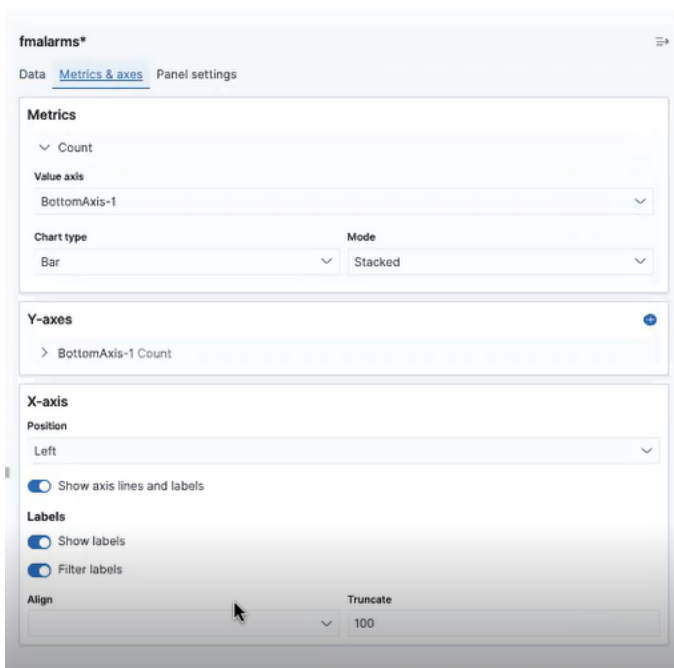 fmalarms*
Data Metrics & axes Panel settings
Metrics
Count
Value axis
BottomAxis-1
Chart type Mode
Bar Stacked
Y-axes
BottomAxis-1 Count
X-axis
Position
Left
Show axis lines and labels
Labels
Show labels
Filter labels
Align Truncate
100